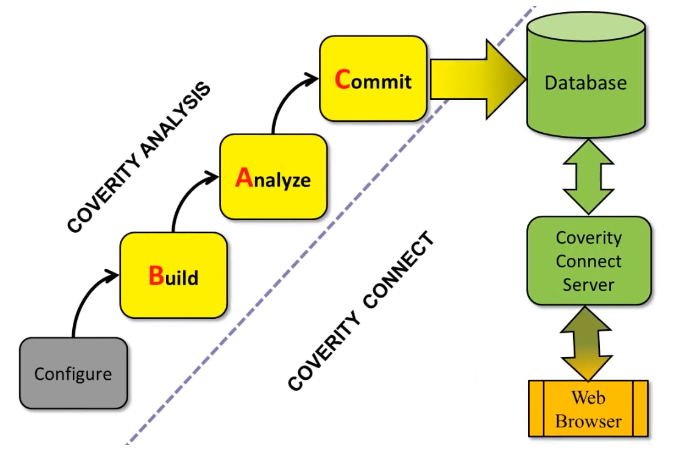 Commit
Database
COVERITY ANALYSIS
Analyze
Build
Coverity
Connect
Server
COVERITY CONNECT
Configure
Web
Browser